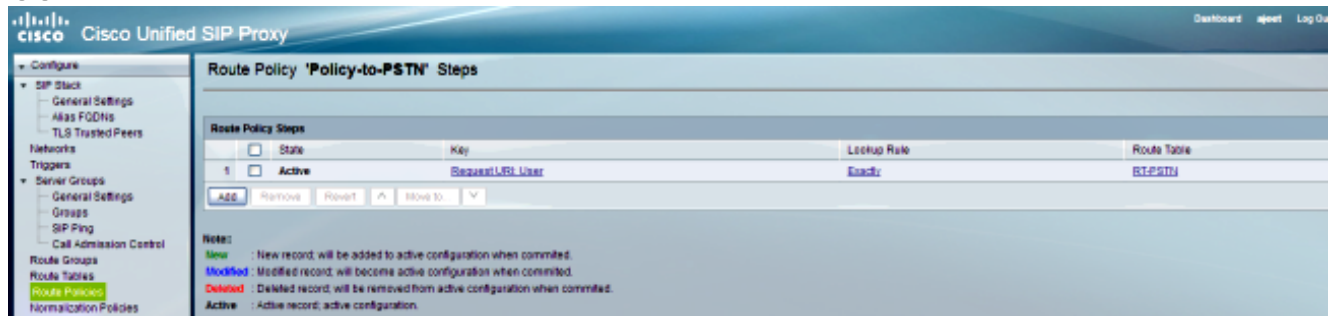 cisco Cisco Unified SIP Proxy
Dashboard ajeet Log Ou
Configure
SIP Stack
General Settings
Alias FQDNs
TLS Trusted Peers
Networks
Triggers
Server Groups
General Settings
Groups
SIP Ping
Call Admission Control
Route Groups
Route Tables
Route Policies
Normalization Policies
Route Policy 'Policy-to-PSTN' Steps
Route Policy Steps
State Key Lookup Rule Route Table
1 Active Request URI: User Exactly RT-PSTN
Add Remove Revert Move to
Note::
New : New record; will be added to active configuration when commited.
Modified : Modified record; will become active configuration when commited.
Deleted : Deleted record; will be removed from active configuration when commited.
Active : Active record; active configuration.